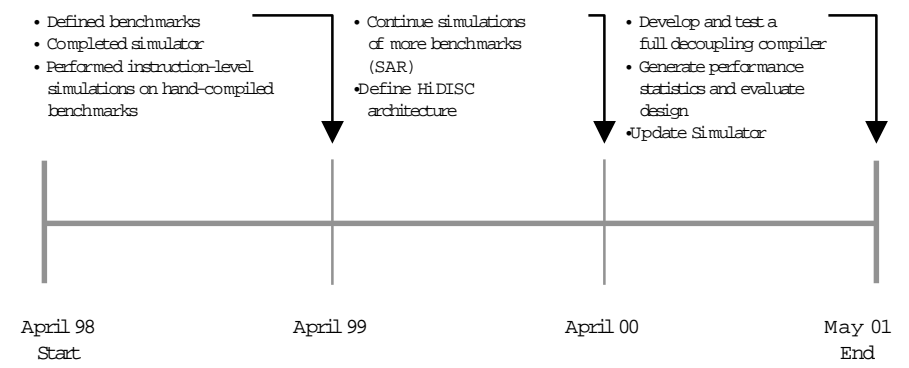 • Defined benchmarks
• Completed simulator
• Performed instruction-level
simulations on hand-compiled
benchmarks
• Continue simulations
of more benchmarks
(SAR)
•Define HiDISC
architecture
• Develop and test a
full decoupling compiler
• Generate performance
statistics and evaluate
design
•Update Simulator
April 98
Start
April 99
April 00
May 01
End